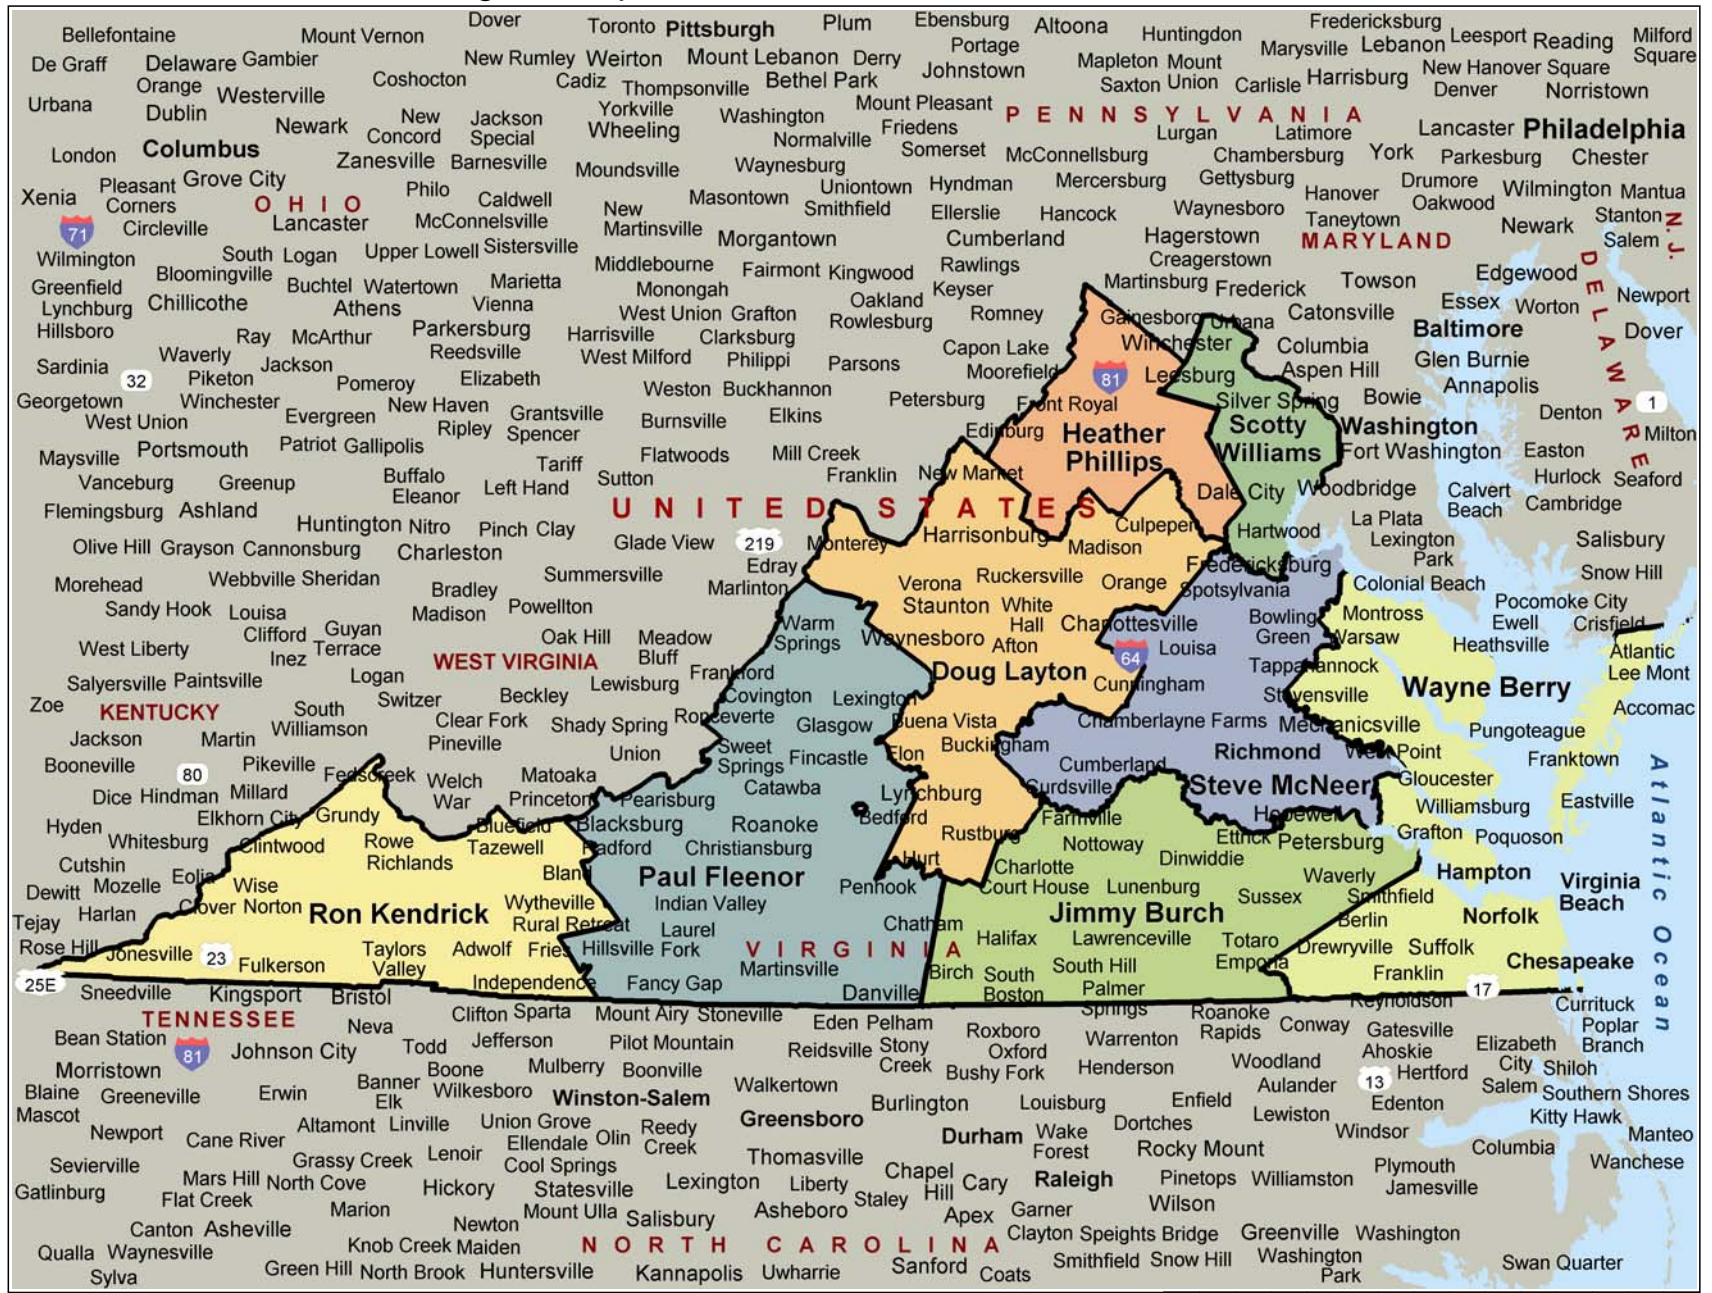 Dover
Toronto
Pittsburgh
Plum
Ebensburg
Altoona
Huntingdon
Fredericksburg
Leesport
Reading
Milford
Square
Bellefontaine
Mount Vernon
Portage
Marysville
Lebanon
De Graff
Delaware
Gambier
New Rumley
Weirton
Mount Lebanon
Derry
Johnstown
Mapleton
Mount
Union
New Hanover Square
Orange
Coshocton
Cadiz
Thompsonville
Bethel Park
Saxton
Carlisle
Harrisburg
Denver
Norristown
Urbana
Westerville
Dublin
Newark
New
Concord
Jackson
Special
Yorkville
Wheeling
Washington
Mount Pleasant
PENNSYLVANIA
Normalville
Friedens
Lurgan
Latimore
Lancaster
Philadelphia
London
Columbus
Zanesville
Barnesville
Moundsville
Waynesburg
Somerset
McConnellsburg
Chambersburg
York
Parkesburg
Chester
Xenia
Pleasant
Corners
Grove City
Philo
Caldwell
Masontown
Uniontown
Smithfield
Hyndman
Mercersburg
Gettysburg
Hanover
Drumore
Oakwood
Wilmington
Mantua
OHIO
71
Circleville
Lancaster
McConnelsville
New
Martinsville
Ellerslie
Hancock
Waynesboro
Taneytown
Newark
Stanton
N.J.
Wilmington
South
Logan
Upper Lowell
Sistersville
Morgantown
Cumberland
Hagerstown
MARYLAND
Salem
Creagerstown
DELAWARE
Greenfield
Bloomingville
Buchtel
Watertown
Marietta
Middlebourne
Fairmont
Kingwood
Rawlings
Martinsburg
Frederick
Towson
Edgewood
Lynchburg
Chillicothe
Athens
Vienna
Monongah
Oakland
Keyser
Essex
Worton
Newport
Hillsboro
Ray
McArthur
Parkersburg
Harrisville
West Union
Grafton
Rowlesburg
Romney
Gainesboro
Urbana
Catonsville
Baltimore
Dover
Clarksburg
Winchester
Sardinia
Waverly
Jackson
Reedsville
West Milford
Philippi
Parsons
Capon Lake
Moorefield
Columbia
Aspen Hill
Glen Burnie
32
Piketon
Pomeroy
Elizabeth
81
Leesburg
Annapolis
Georgetown
Winchester
New Haven
Weston
Buckhannon
Petersburg
Front Royal
Silver Spring
Bowie
Denton
1
West Union
Evergreen
Ripley
Grantsville
Spencer
Burnsville
Elkins
Edinburg
Heather
Phillips
Scotty
Williams
Washington
Milton
Portsmouth
Patriot
Gallipolis
Fort Washington
Easton
Maysville
Tariff
Flatwoods
Mill Creek
Vanceburg
Greenup
Buffalo
Eleanor
Left Hand
Sutton
Franklin
New Market
Hurlock
Seaford
Dale City
Woodbridge
Calvert
Beach
Cambridge
Flemingsburg
Ashland
UNITED STATES
Huntington
Nitro
Pinch
Clay
Harrisonburg
Culpeper
Hartwood
La Plata
Lexington
Park
Olive Hill
Grayson
Cannonsburg
Charleston
Glade View
219
Monterey
Madison
Salisbury
Edray
Fredericksburg
Morehead
Webbville
Sheridan
Summersville
Marlinton
Verona
Ruckersville
Orange
Spotsylvania
Colonial Beach
Snow Hill
Bradley
Sandy Hook
Louisa
Madison
Powellton
Staunton
White
Hall
Bowling
Green
Montross
Pocomoke City
Ewell
Crisfield
Clifford
Guyan
Terrace
Warm
Springs
Waynesboro
Charlottesville
Warsaw
Heathsville
West Liberty
Inez
Oak Hill
Meadow
Bluff
Afton
64
Louisa
Atlantic
WEST VIRGINIA
Frankford
Doug Layton
Tappahannock
Lee Mont
Salyersville
Paintsville
Logan
Lewisburg
Covington
Lexington
Cunningham
Stevensville
Wayne Berry
Zoe
KENTUCKY
South
Williamson
Switzer
Beckley
Ronceverte
Accomac
Clear Fork
Shady Spring
Glasgow
Buena Vista
Chamberlayne Farms
Mechanicsville
Pungoteague
Jackson
Martin
Pineville
Union
Sweet
Springs
Fincastle
Elon
Buckingham
Richmond
West Point
Franktown
Booneville
Pikeville
Fedscreek
Cumberland
80
Welch
Matoaka
Catawba
Curdsville
Steve McNeer
Gloucester
Dice
Hindman
Millard
War
Princeton
Pearisburg
Lynchburg
Williamsburg
Eastville
Hyden
Elkhorn City
Grundy
Bluefield
Blacksburg
Roanoke
Bedford
Farmville
Hopewell
Whitesburg
Clintwood
Rowe
Tazewell
Radford
Christiansburg
Rustburg
Nottoway
Ettrick
Petersburg
Grafton
Poquoson
Cutshin
Richlands
Bland
Hurt
Charlotte
Court House
Dinwiddie
Waverly
Hampton
Virginia
Beach
Dewitt
Mozelle
Eolia
Wise
Paul Fleenor
Penhook
Lunenburg
Sussex
Smithfield
Harlan
Clover
Norton
Ron Kendrick
Wytheville
Indian Valley
Jimmy Burch
Berlin
Norfolk
Tejay
Rural Retreat
Laurel
Fork
Chatham
Rose Hill
Jonesville
23
Taylors
Valley
Adwolf
Fries
Hillsville
VIRGINIA
Halifax
Lawrenceville
Totaro
Drewryville
Suffolk
25E
Fulkerson
Martinsville
Birch
South
Boston
South Hill
Emporia
Franklin
Chesapeake
Atlantic Ocean
Independence
Fancy Gap
Danville
Palmer
Springs
17
Sneedville
Kingsport
Bristol
Reynoldson
Currituck
TENNESSEE
Neva
Clifton
Sparta
Mount Airy
Stoneville
Eden
Pelham
Roxboro
Roanoke
Rapids
Conway
Gatesville
Poplar
Branch
Bean Station
81
Johnson City
Todd
Jefferson
Pilot Mountain
Reidsville
Stony
Creek
Oxford
Warrenton
Ahoskie
Elizabeth
City
Morristown
Boone
Mulberry
Boonville
Bushy Fork
Henderson
Woodland
13
Hertford
Shiloh
Blaine
Greeneville
Erwin
Banner
Elk
Wilkesboro
Winston-Salem
Walkertown
Aulander
Salem
Southern Shores
Mascot
Burlington
Louisburg
Enfield
Edenton
Kitty Hawk
Newport
Altamont
Linville
Union Grove
Reedy
Creek
Greensboro
Lewiston
Cane River
Ellendale
Olin
Durham
Wake
Forest
Dortches
Windsor
Manteo
Sevierville
Grassy Creek
Lenoir
Cool Springs
Thomasville
Rocky Mount
Columbia
Wanchese
Mars Hill
North Cove
Hickory
Statesville
Lexington
Liberty
Chapel
Hill
Cary
Raleigh
Pinetops
Williamston
Plymouth
Jamesville
Gatlinburg
Flat Creek
Marion
Mount Ulla
Salisbury
Asheboro
Staley
Apex
Garner
Wilson
Canton
Asheville
Newton
Clayton
Speights Bridge
Greenville
Washington
Qualla
Waynesville
Knob Creek
Maiden
NORTH CAROLINA
Sylva
Green Hill
North Brook
Huntersville
Kannapolis
Uwharrie
Sanford
Coats
Smithfield
Snow Hill
Washington
Park
Swan Quarter